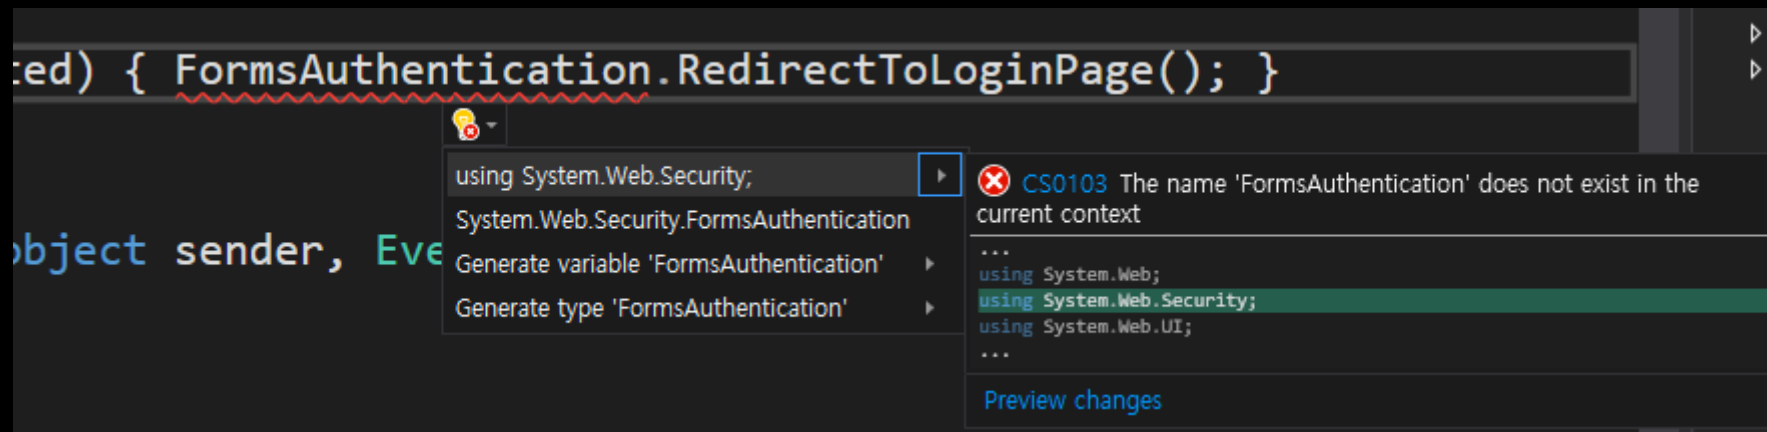 ted) { FormsAuthentication.RedirectToLoginPage(); }
using System.Web.Security;
System.Web.Security.FormsAuthentication
Generate variable 'FormsAuthentication'
Generate type 'FormsAuthentication'
CS0103 The name 'FormsAuthentication' does not exist in the
current context
...
using System.Web;
using System.Web.Security;
using System.Web.UI;
...
Preview changes
object sender, Eve